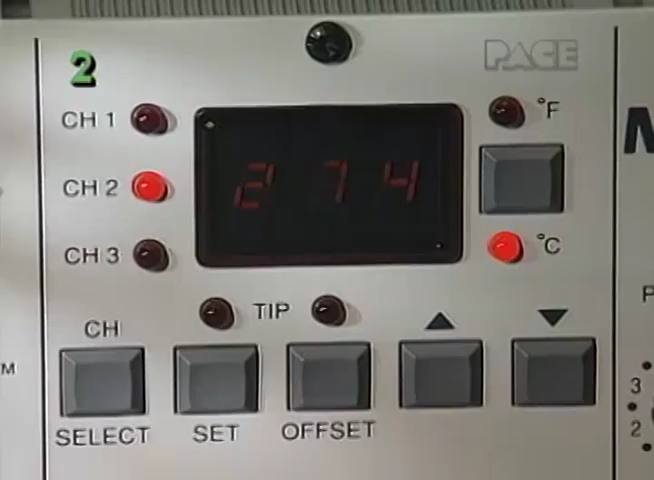 2
PACE
CH 1
°F
274
CH 2
CH 3
°C
TIP
CH
SELECT
SET
OFFSET
M
3
2